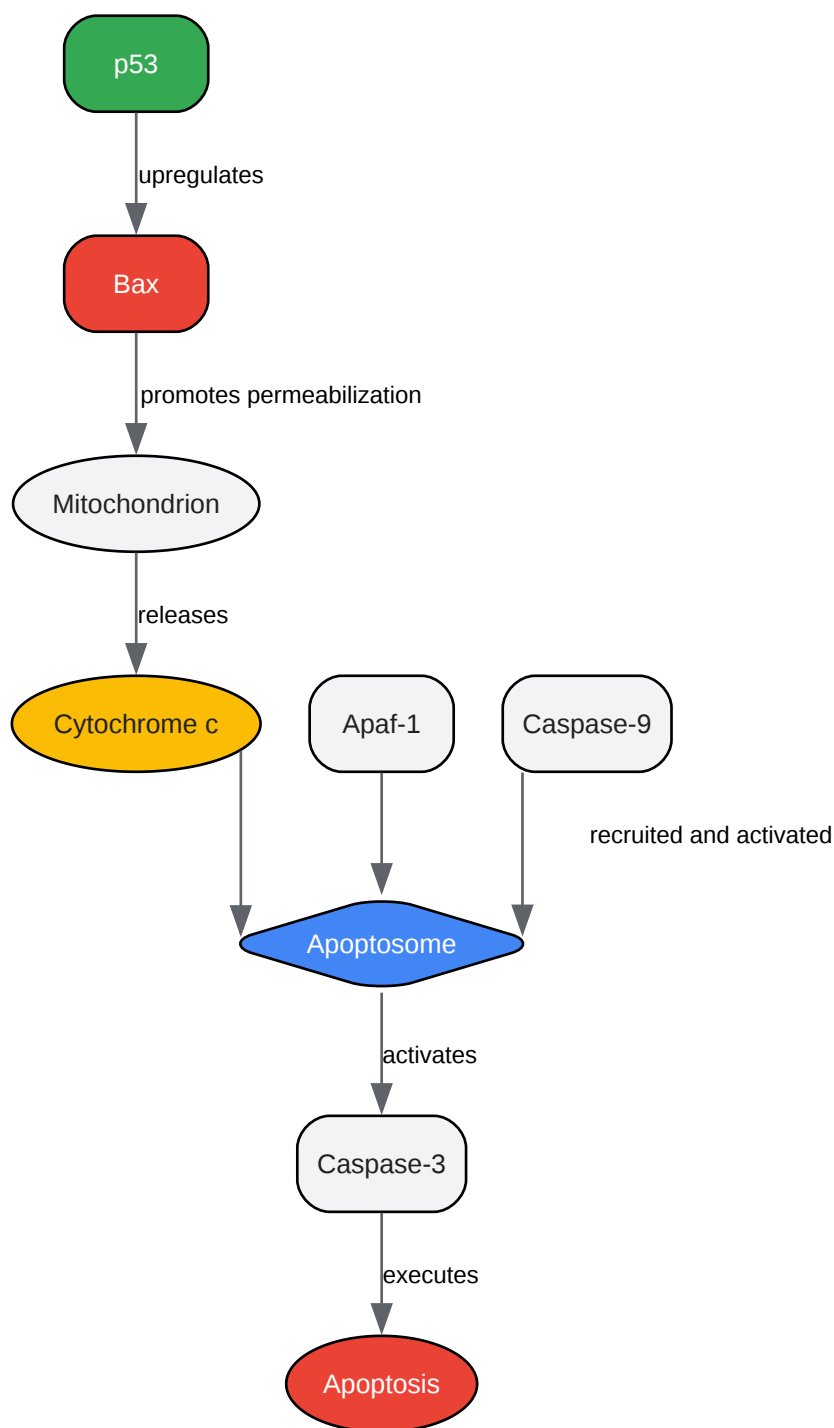 p53
upregulates
Bax
promotes permeabilization
Mitochondrion
releases
Cytochrome c
Apaf-1
Caspase-9
recruited and activated
Apoptosome
activates
Caspase-3
executes
Apoptosis